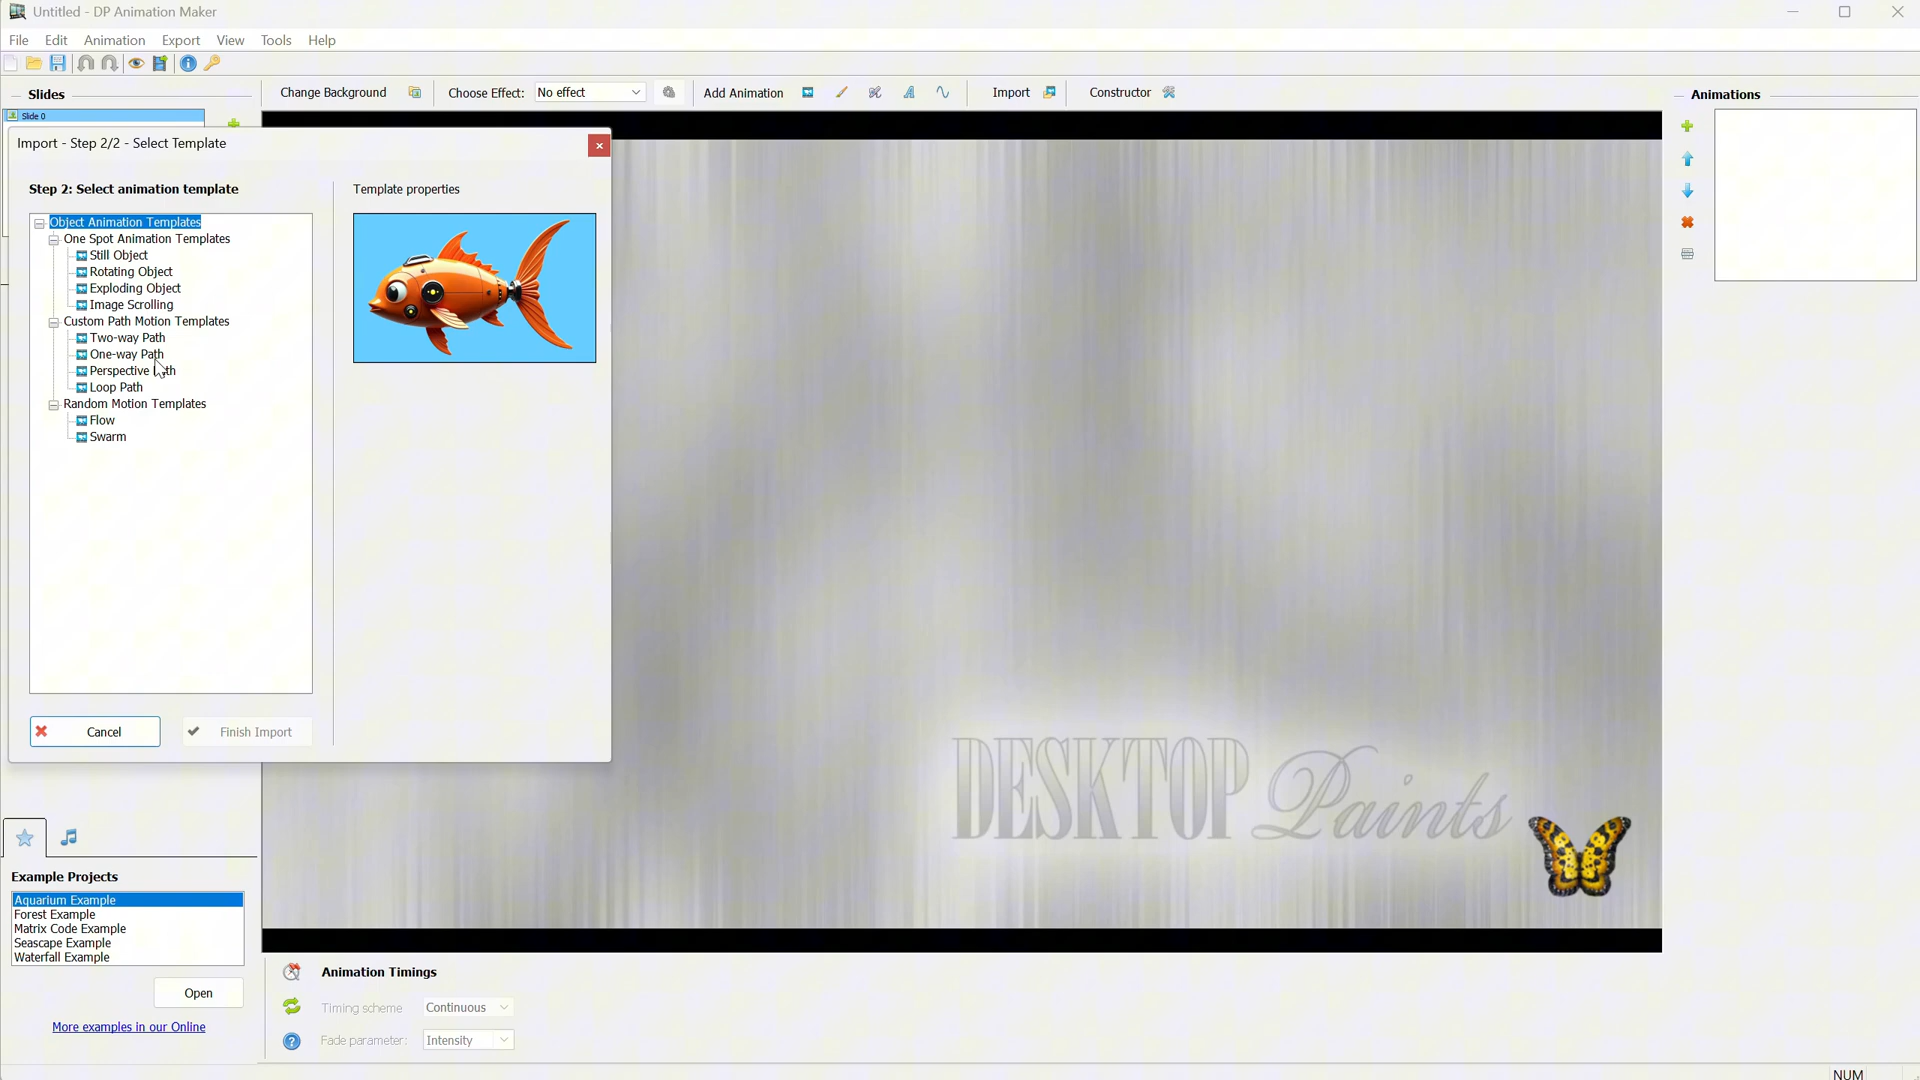 Untitled - DP Animation Maker
File Edit Animation Export View Tools Help
Slides
Change Background Choose Effect: No effect Add Animation Import Constructor
Animations
Slide 0
Import - Step 2/2 - Select Template
Step 2: Select animation template
Template properties
Object Animation Templates
One Spot Animation Templates
Still Object
Rotating Object
Exploding Object
Image Scrolling
Custom Path Motion Templates
Two-way Path
One-way Path
Perspective Path
Loop Path
Random Motion Templates
Flow
Swarm
Cancel Finish Import
DESKTOP Paints
Example Projects
Aquarium Example
Forest Example
Matrix Code Example
Seascape Example
Waterfall Example
Open
More examples in our Online
Animation Timings
Timing scheme Continuous
Fade parameter: Intensity
NUM